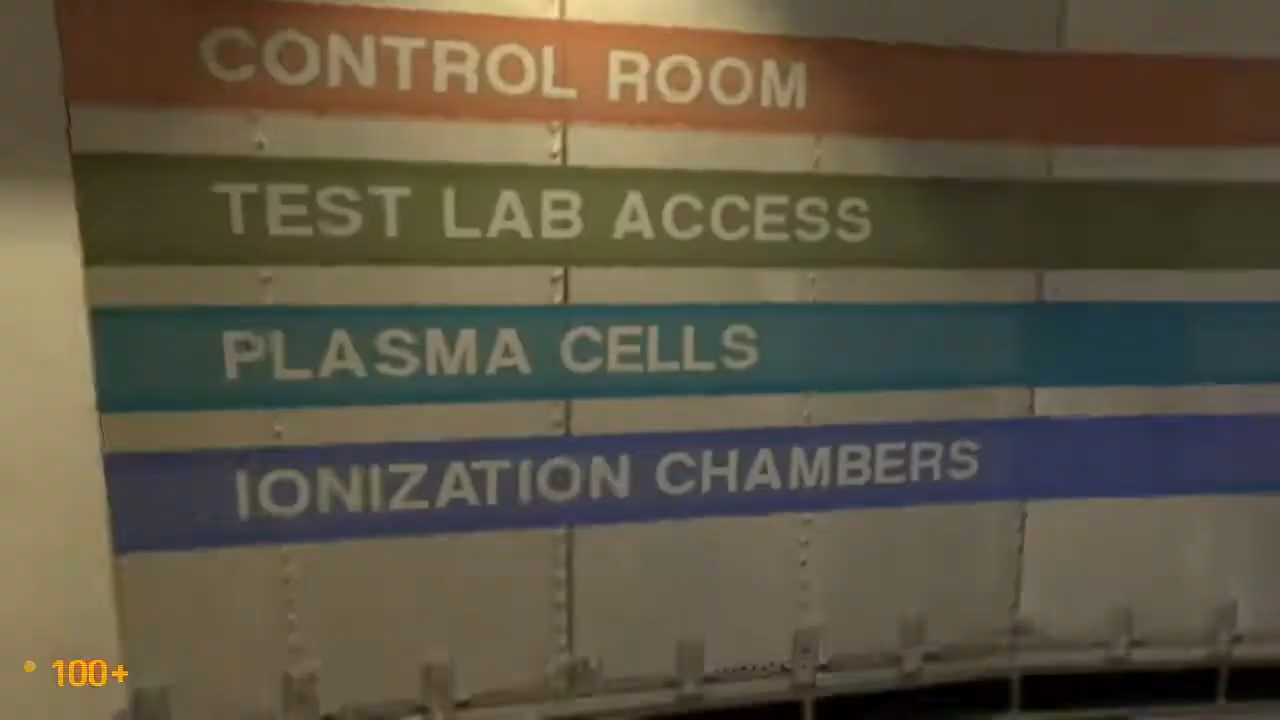 CONTROL ROOM
TEST LAB ACCESS
PLASMA CELLS
IONIZATION CHAMBERS
100+